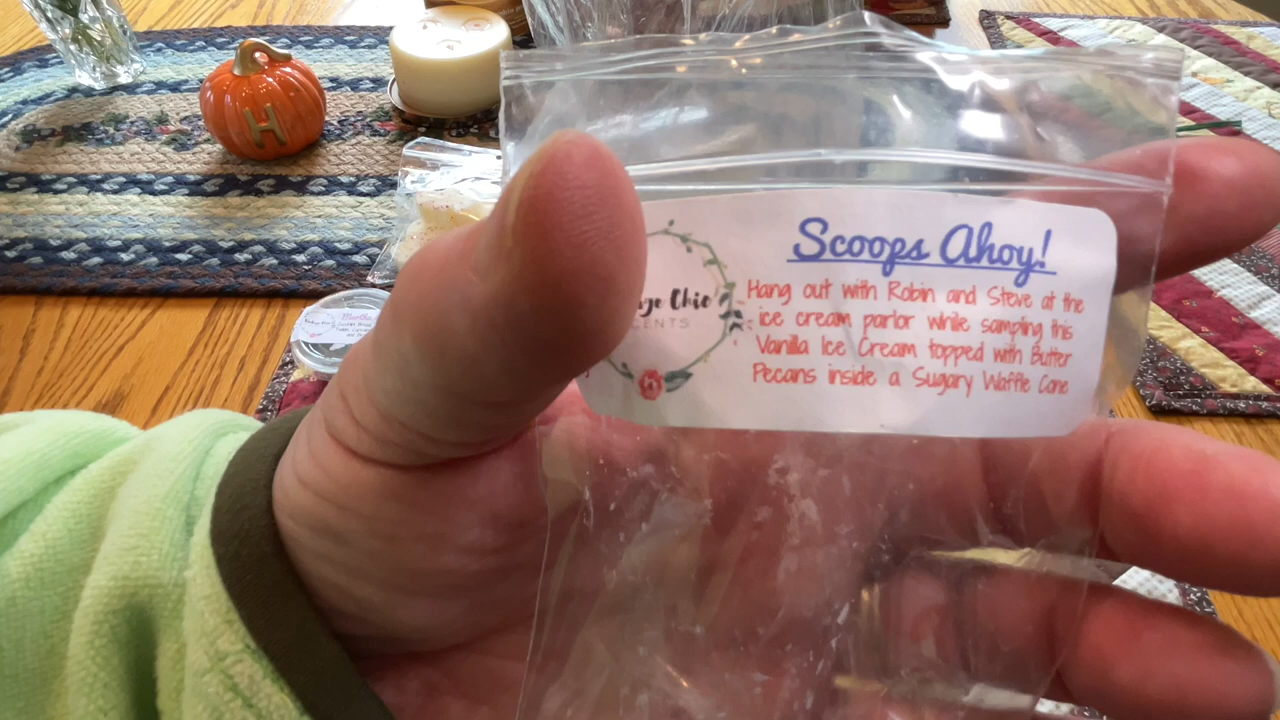 H
Scoops Ahoy!
Chic
Hang out with Robin and Steve at the
ice cream parlor while sampling this
Vanilla Ice Cream topped with Butter
Pecans inside a Sugary Waffle Cone